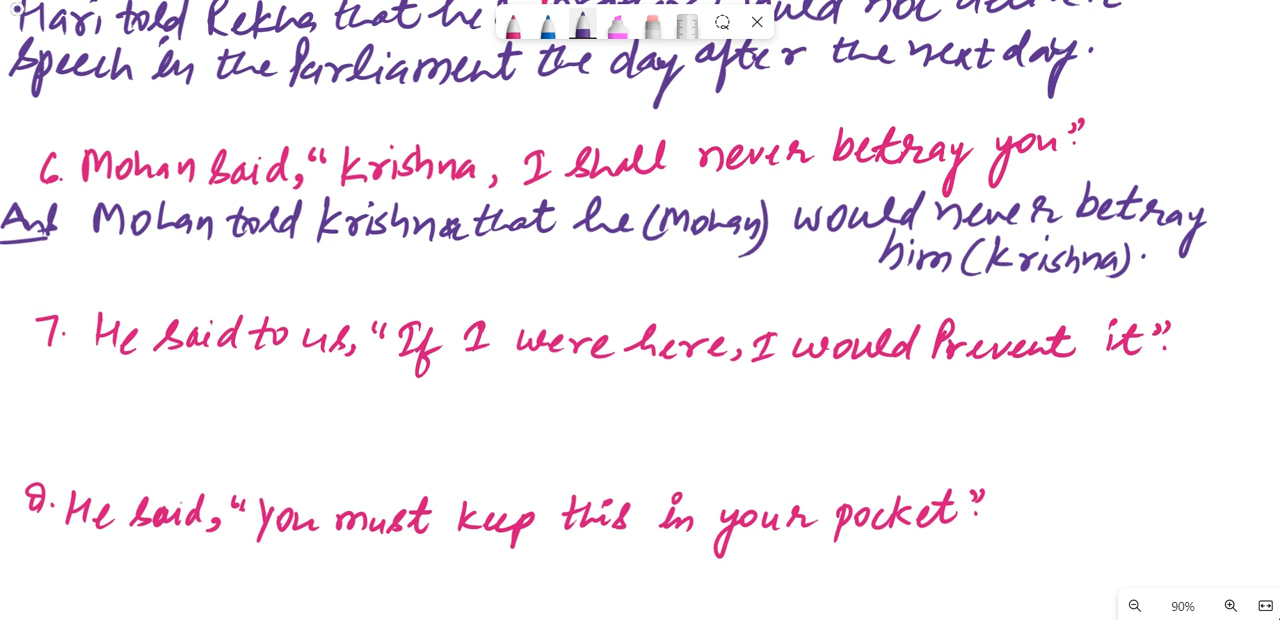 Hari told Rekha that he would not
Speech in the Parliament the day after the next day.
6. Mohan said, "Krishna, I shall never betray you".
Ans Mohan told Krishna that he (Mohan) would never betray
him (Krishna).
7. He said to us, "If I were here, I would Prevent it".
8. He said, "You must keep this in your pocket".
90%